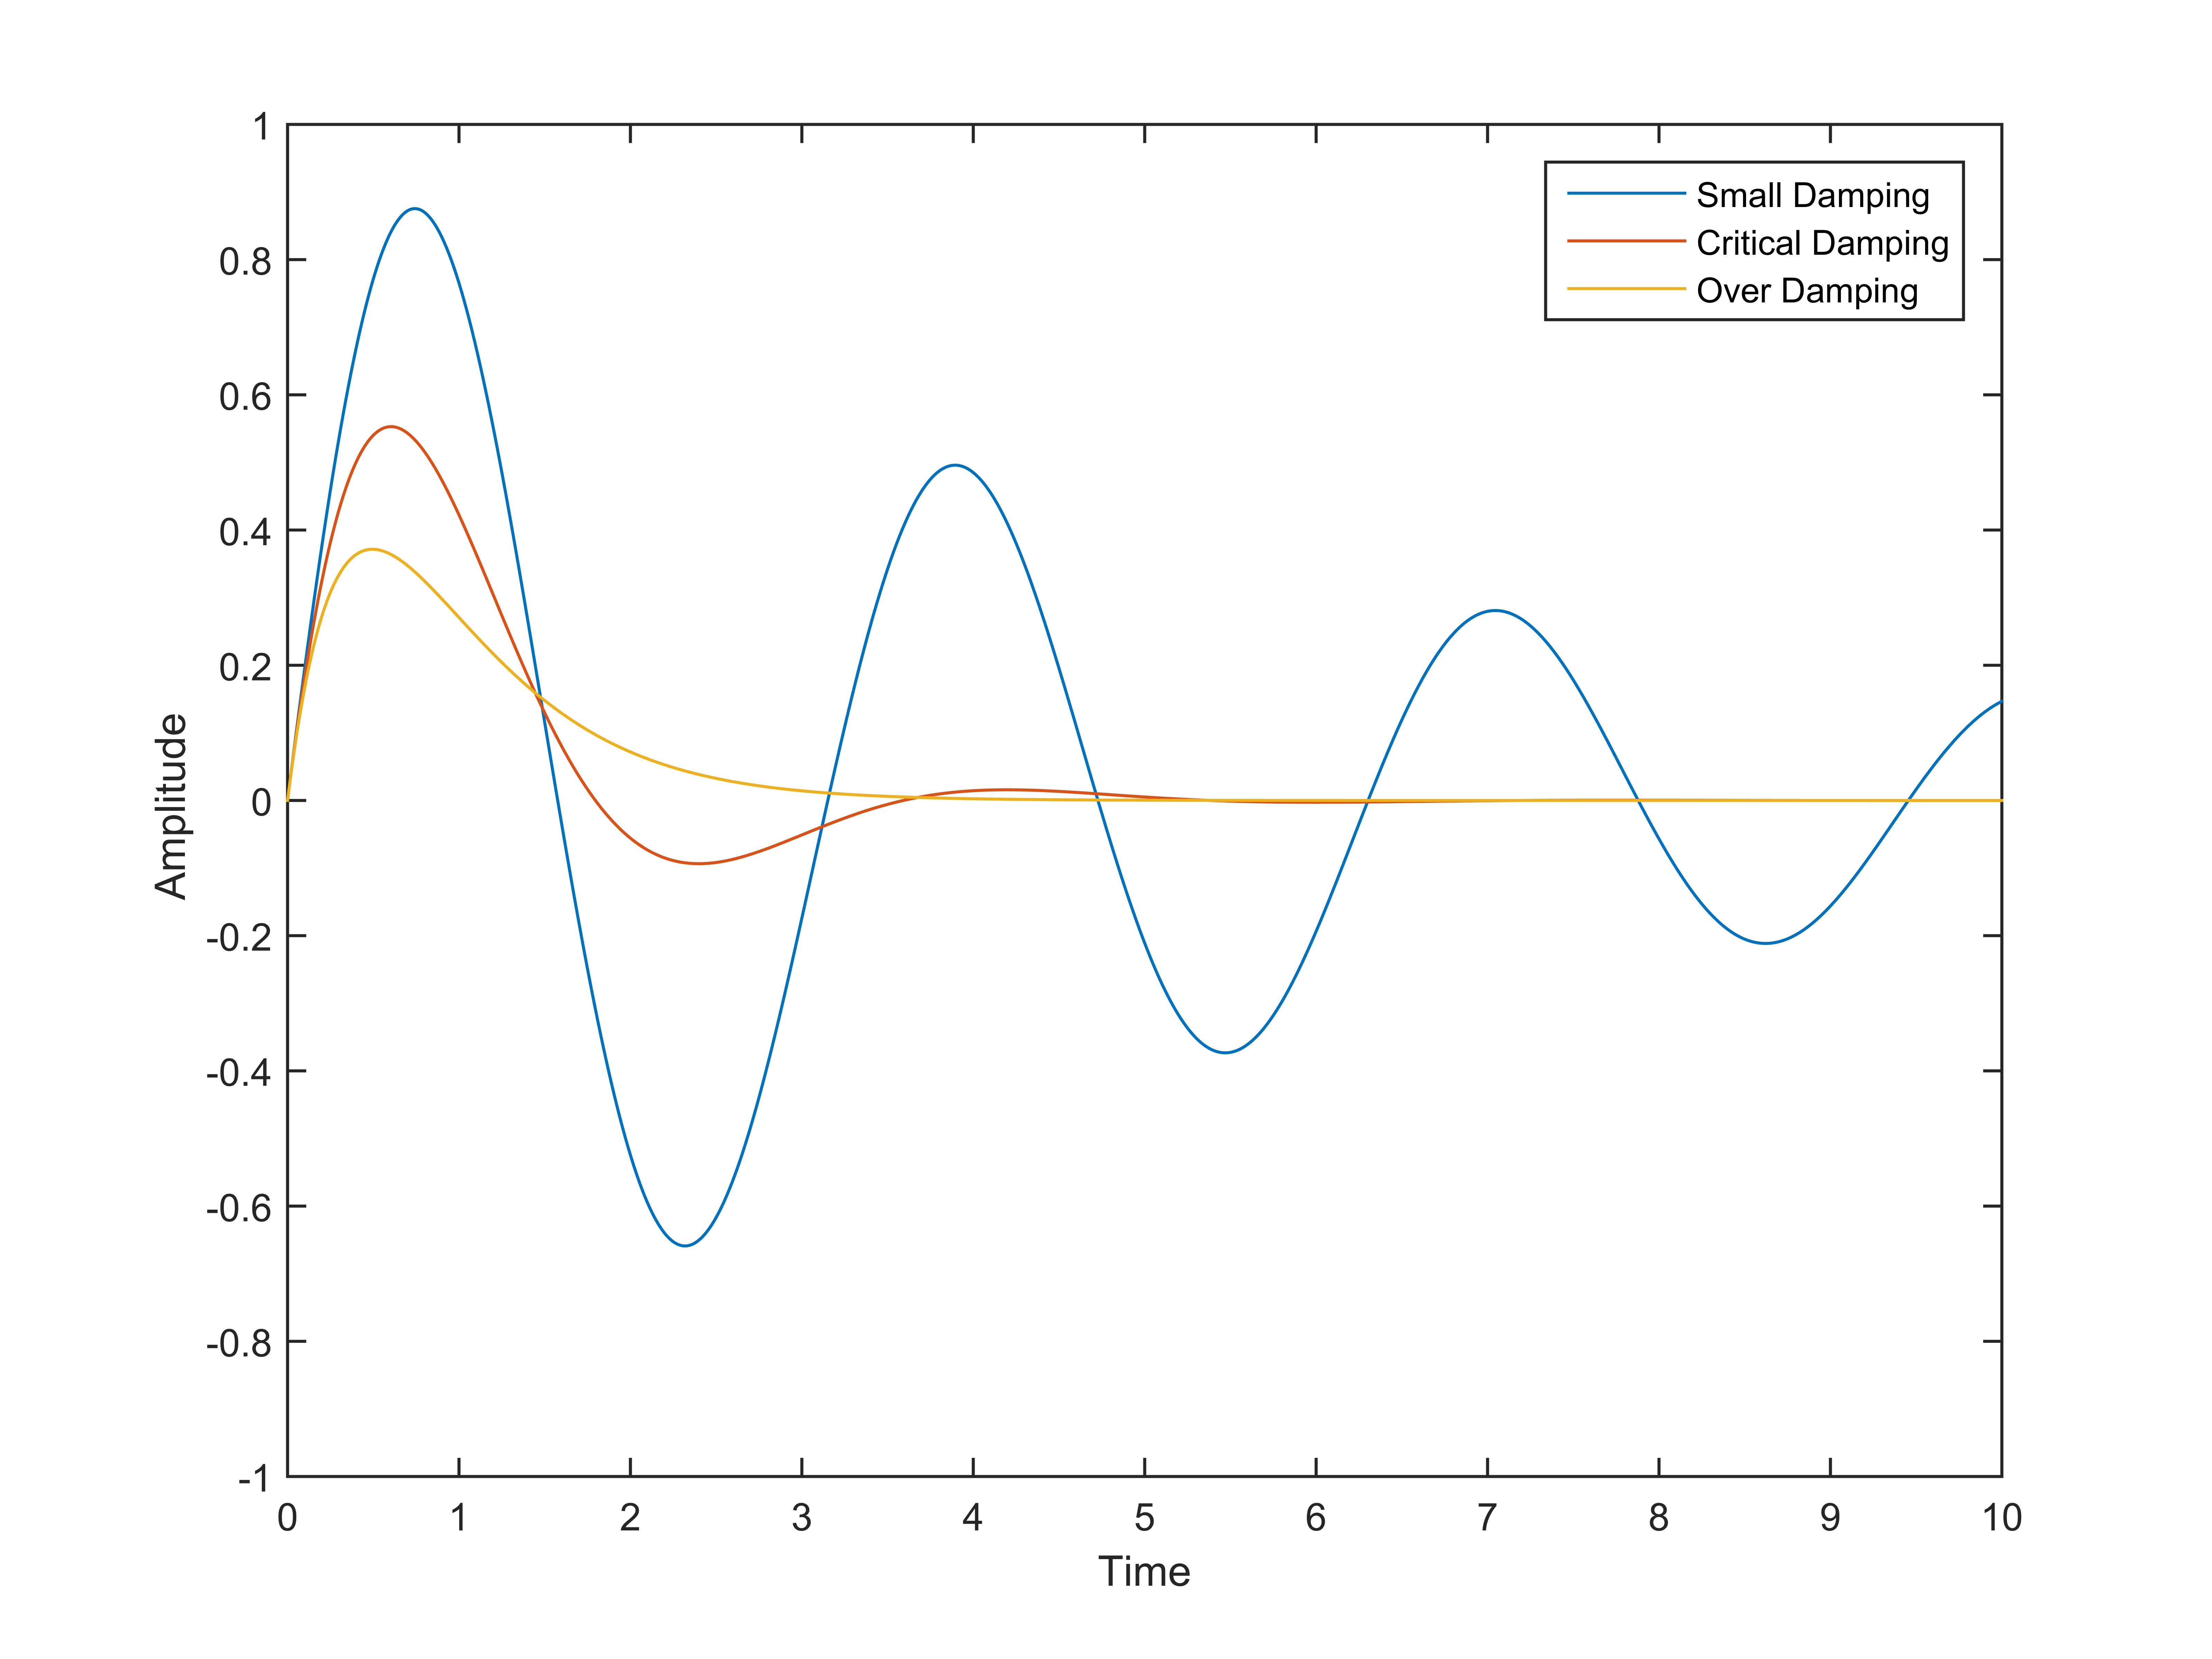 1
0.8
0.6
0.4
0.2
0
-0.2
-0.4
-0.6
-0.8
-1
Amplitude
Small Damping
Critical Damping
Over Damping
0 1 2 3 4 5 6 7 8 9 10
Time